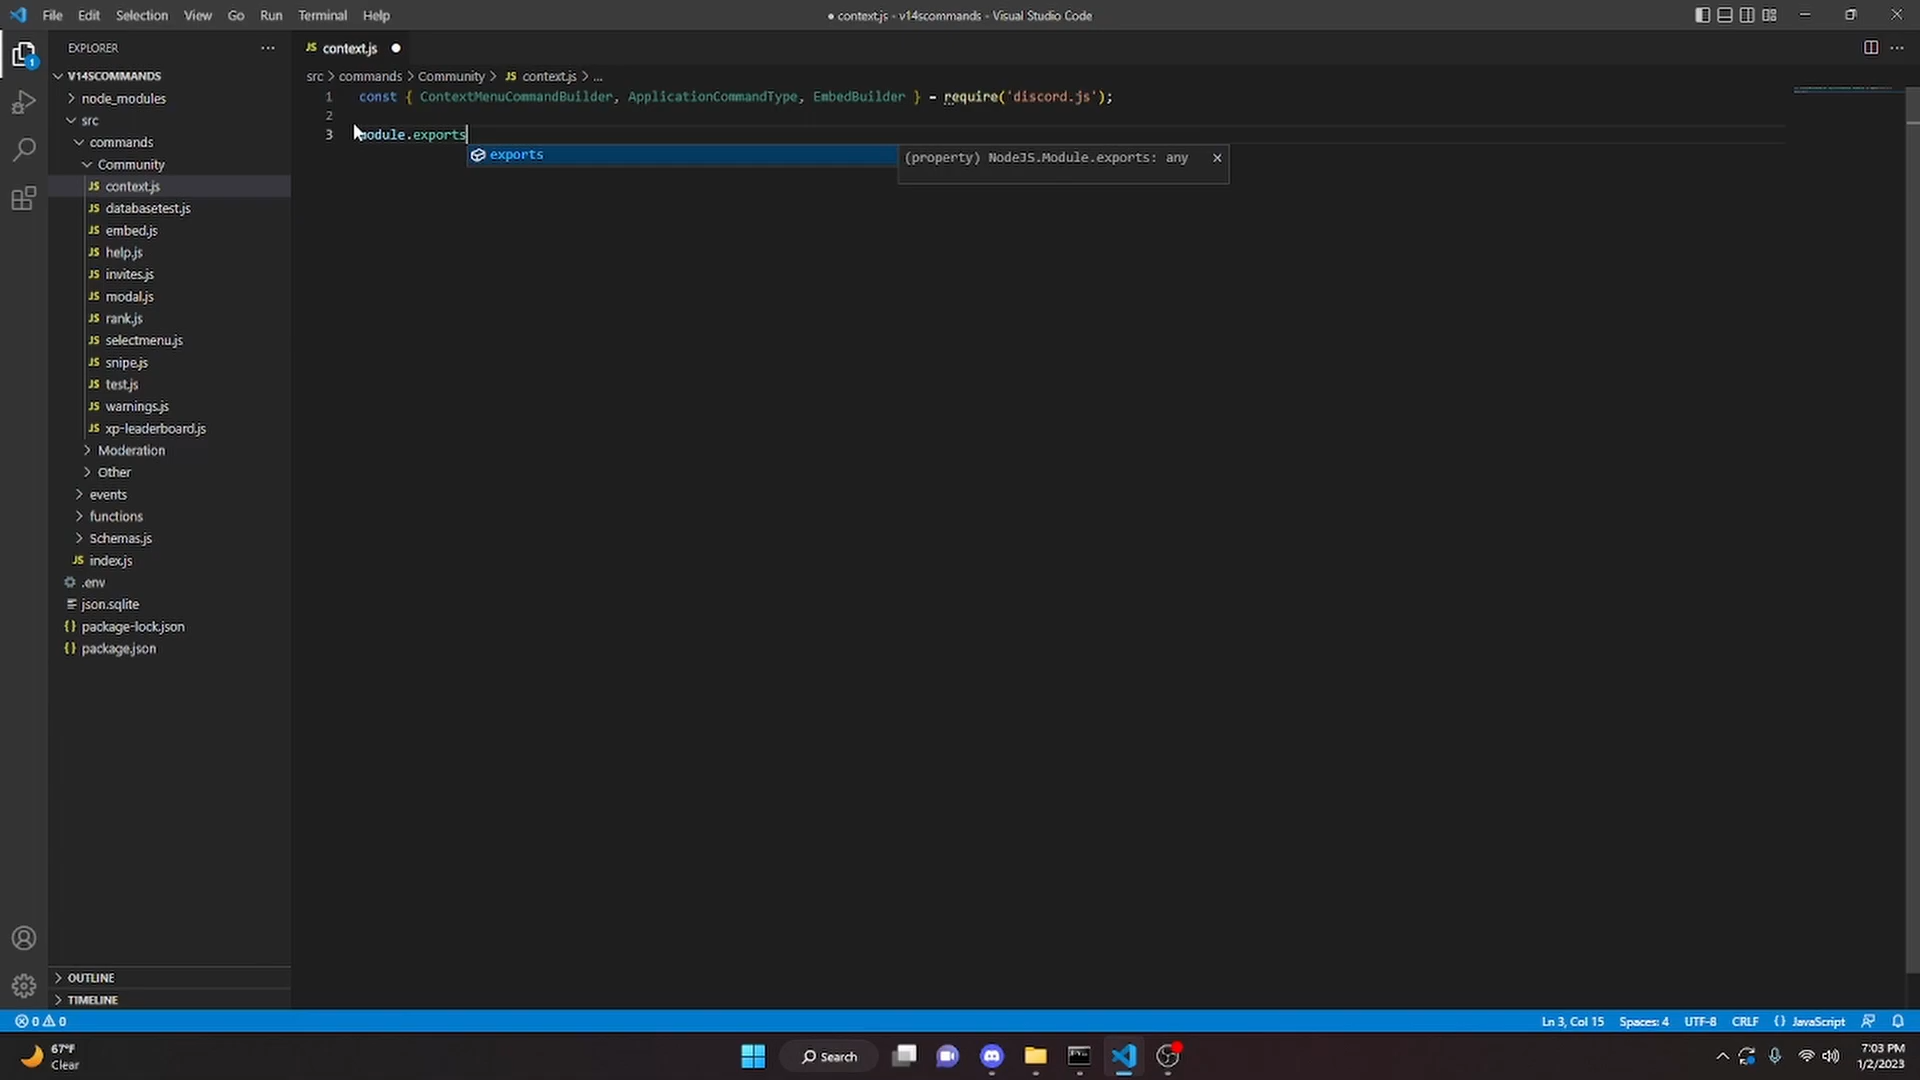 File Edit Selection View Go Run Terminal Help
● context.js - v14scommands - Visual Studio Code
EXPLORER
JS context.js
V14SCOMMANDS
src > commands > Community > JS context.js > ...
node_modules
src
commands
Community
JS context.js
JS databasetest.js
JS embed.js
JS help.js
JS invites.js
JS modal.js
JS rank.js
JS selectmenu.js
JS snipe.js
JS test.js
JS warnings.js
JS xp-leaderboard.js
Moderation
Other
events
functions
Schemas.js
JS index.js
.env
json.sqlite
{} package-lock.json
{} package.json
OUTLINE
TIMELINE
1 const { ContextMenuCommandBuilder, ApplicationCommandType, EmbedBuilder } = require('discord.js');
2
3 module.exports
exports
(property) NodeJS.Module.exports: any
1
0 0
Ln 3, Col 15 Spaces: 4 UTF-8 CRLF {} JavaScript
67°F
Clear
Search
7:03 PM
1/2/2023